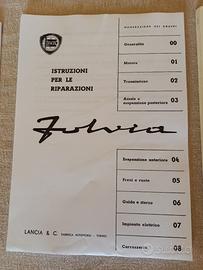 LANCIA
ISTRUZIONI
PER LE
RIPARAZIONI
Fulvia
LANCIA & C. FABBRICA AUTOMOBILI - TORINO
NUMERAZIONE DEI GRUPPI
Generalità 00
Motore 01
Trasmissione 02
Assale e
sospensione posteriore 03
Sospensione anteriore 04
Freni e ruote 05
Guida e sterzo 06
Impianto elettrico 07
Carrozzeria 08